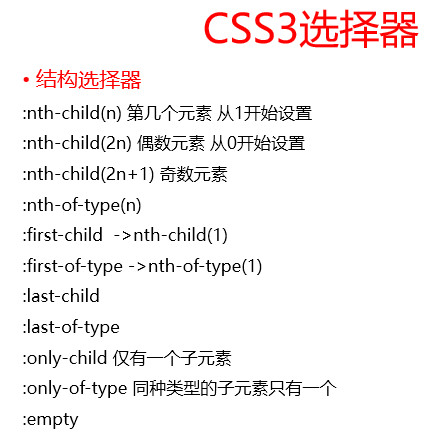 CSS3选择器
• 结构选择器
:nth-child(n) 第几个元素 从1开始设置
:nth-child(2n) 偶数元素 从0开始设置
:nth-child(2n+1) 奇数元素
:nth-of-type(n)
:first-child  ->nth-child(1)
:first-of-type ->nth-of-type(1)
:last-child
:last-of-type
:only-child 仅有一个子元素
:only-of-type 同种类型的子元素只有一个
:empty